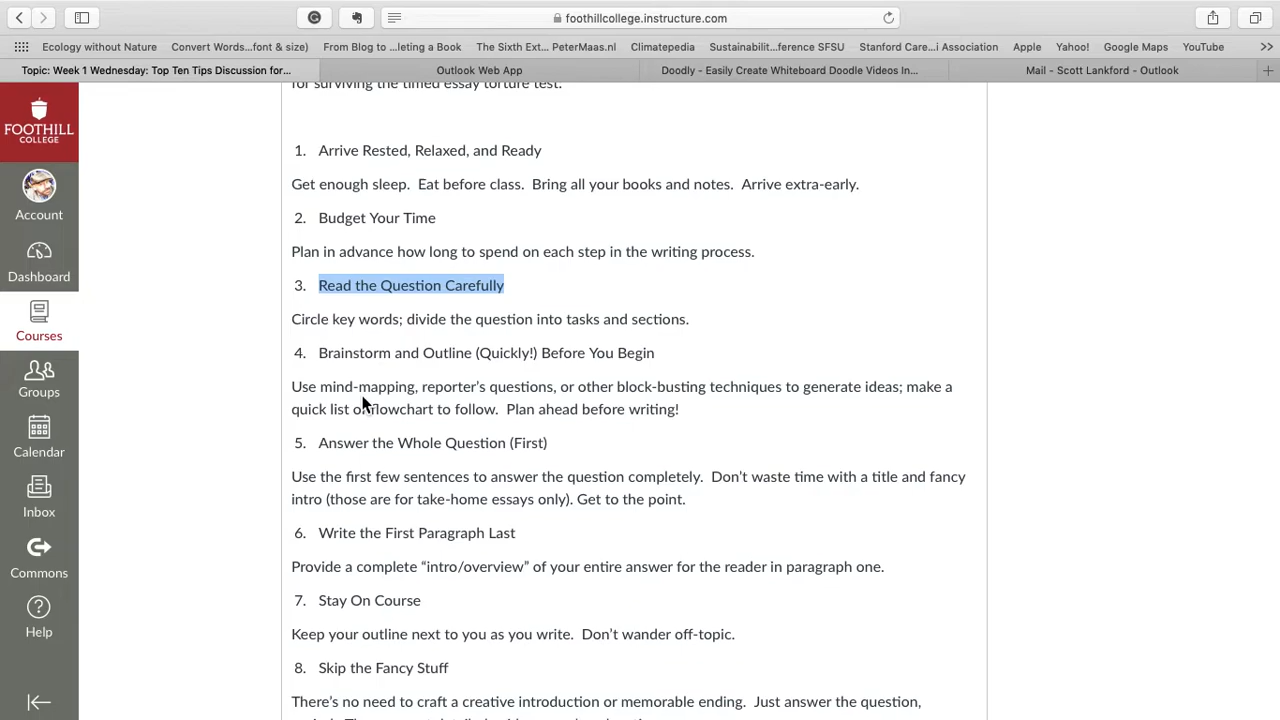 foothillcollege.instructure.com
Ecology without Nature
Convert Words...font & size)
From Blog to ...leting a Book
The Sixth Ext... PeterMaas.nl
Climatepedia
Sustainabilit...ference SFSU
Stanford Care...i Association
Apple
Yahoo!
Google Maps
YouTube
Topic: Week 1 Wednesday: Top Ten Tips Discussion for...
Outlook Web App
Doodly - Easily Create Whiteboard Doodle Videos In...
Mail - Scott Lankford - Outlook
FOOTHILL
COLLEGE
Account
Dashboard
Courses
Groups
Calendar
Inbox
Commons
Help
for surviving the timed essay torture test.
1. Arrive Rested, Relaxed, and Ready
Get enough sleep. Eat before class. Bring all your books and notes. Arrive extra-early.
2. Budget Your Time
Plan in advance how long to spend on each step in the writing process.
3. Read the Question Carefully
Circle key words; divide the question into tasks and sections.
4. Brainstorm and Outline (Quickly!) Before You Begin
Use mind-mapping, reporter’s questions, or other block-busting techniques to generate ideas; make a
quick list or flowchart to follow. Plan ahead before writing!
5. Answer the Whole Question (First)
Use the first few sentences to answer the question completely. Don’t waste time with a title and fancy
intro (those are for take-home essays only). Get to the point.
6. Write the First Paragraph Last
Provide a complete “intro/overview” of your entire answer for the reader in paragraph one.
7. Stay On Course
Keep your outline next to you as you write. Don’t wander off-topic.
8. Skip the Fancy Stuff
There’s no need to craft a creative introduction or memorable ending. Just answer the question,